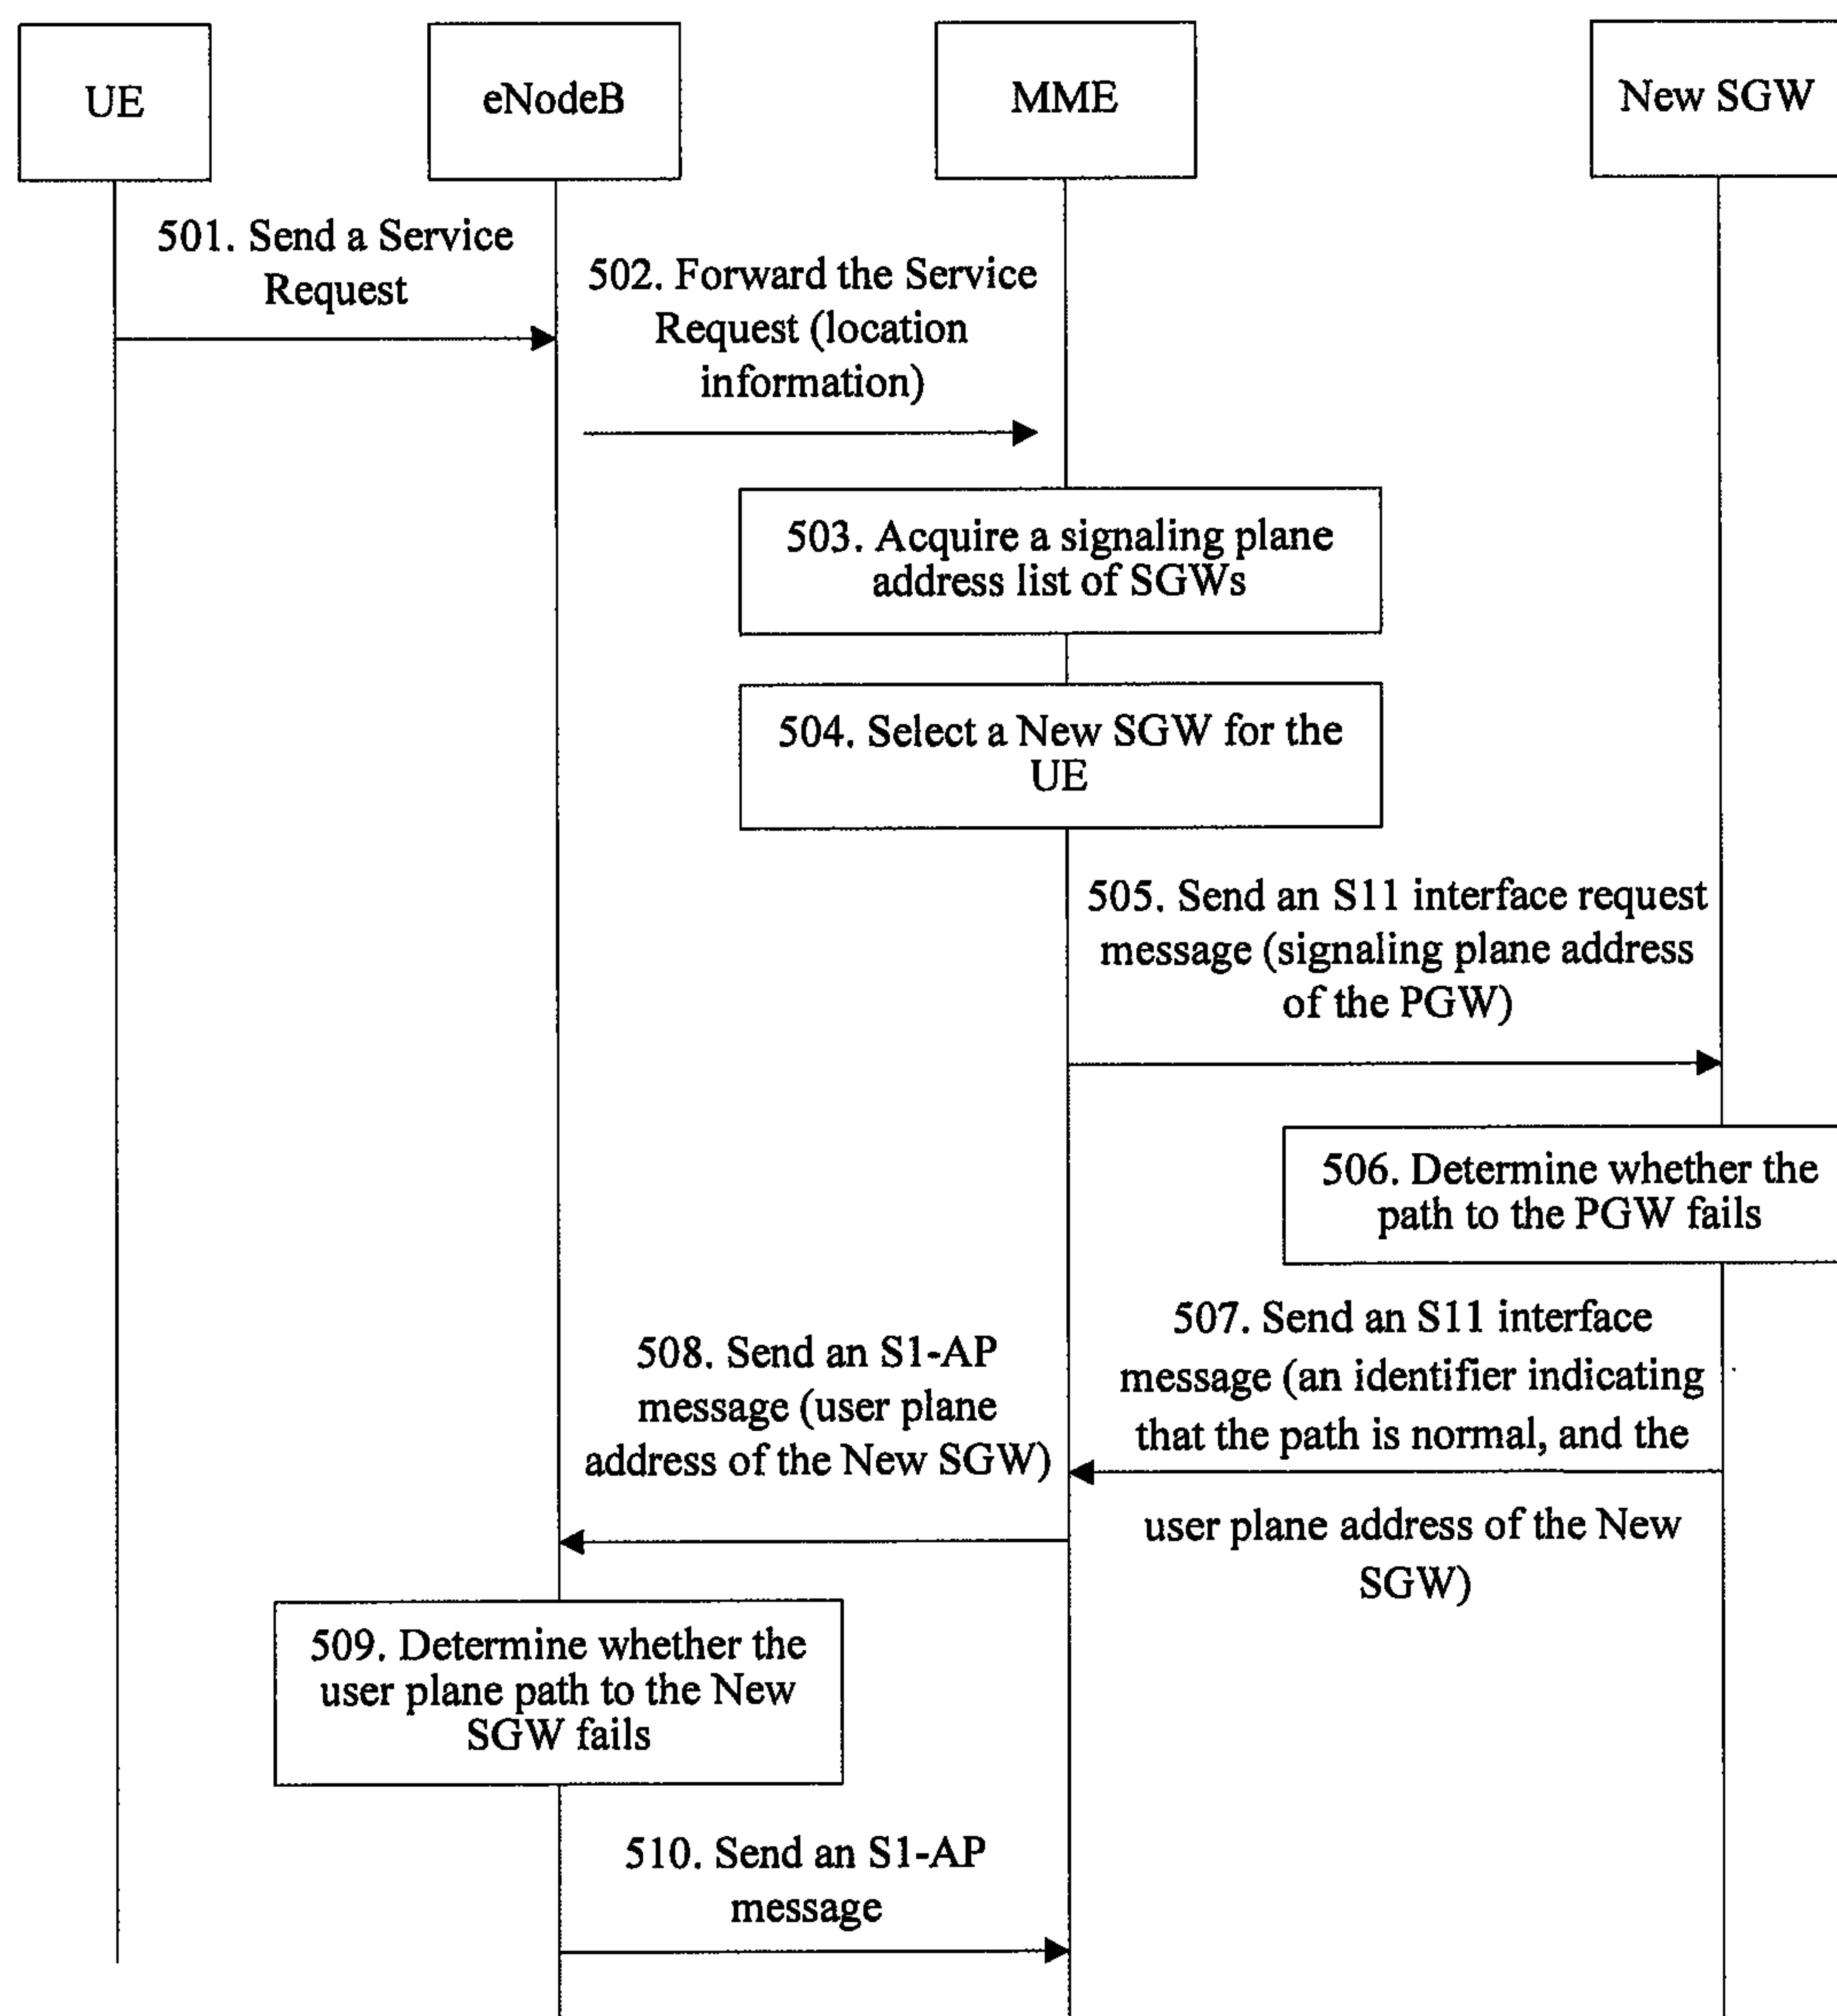 UE
eNodeB
MME
New SGW
501. Send a Service
Request
502. Forward the Service
Request (location
information)
503. Acquire a signaling plane
address list of SGWs
504. Select a New SGW for the
UE
505. Send an S11 interface request
message (signaling plane address
of the PGW)
506. Determine whether the
path to the PGW fails
507. Send an S11 interface
message (an identifier indicating
that the path is normal, and the
user plane address of the New
SGW)
508. Send an S1-AP
message (user plane
address of the New SGW)
509. Determine whether the
user plane path to the New
SGW fails
510. Send an S1-AP
message